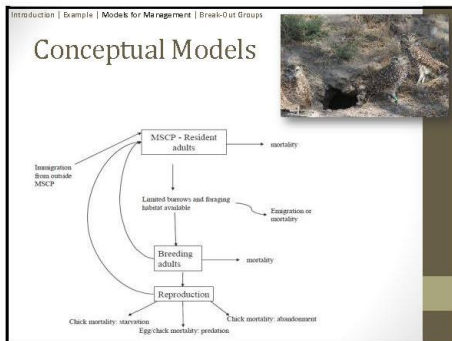 Introduction | Example | Models for Management | Break-Out Groups
Conceptual Models
MSCP - Resident
adults
mortality
Immigration
from outside
MSCP
Limited burrows and foraging
habitat available
Emigration or
mortality
Breeding
adults
mortality
Reproduction
Chick mortality: starvation
Egg/chick mortality: predation
Chick mortality: abandonment